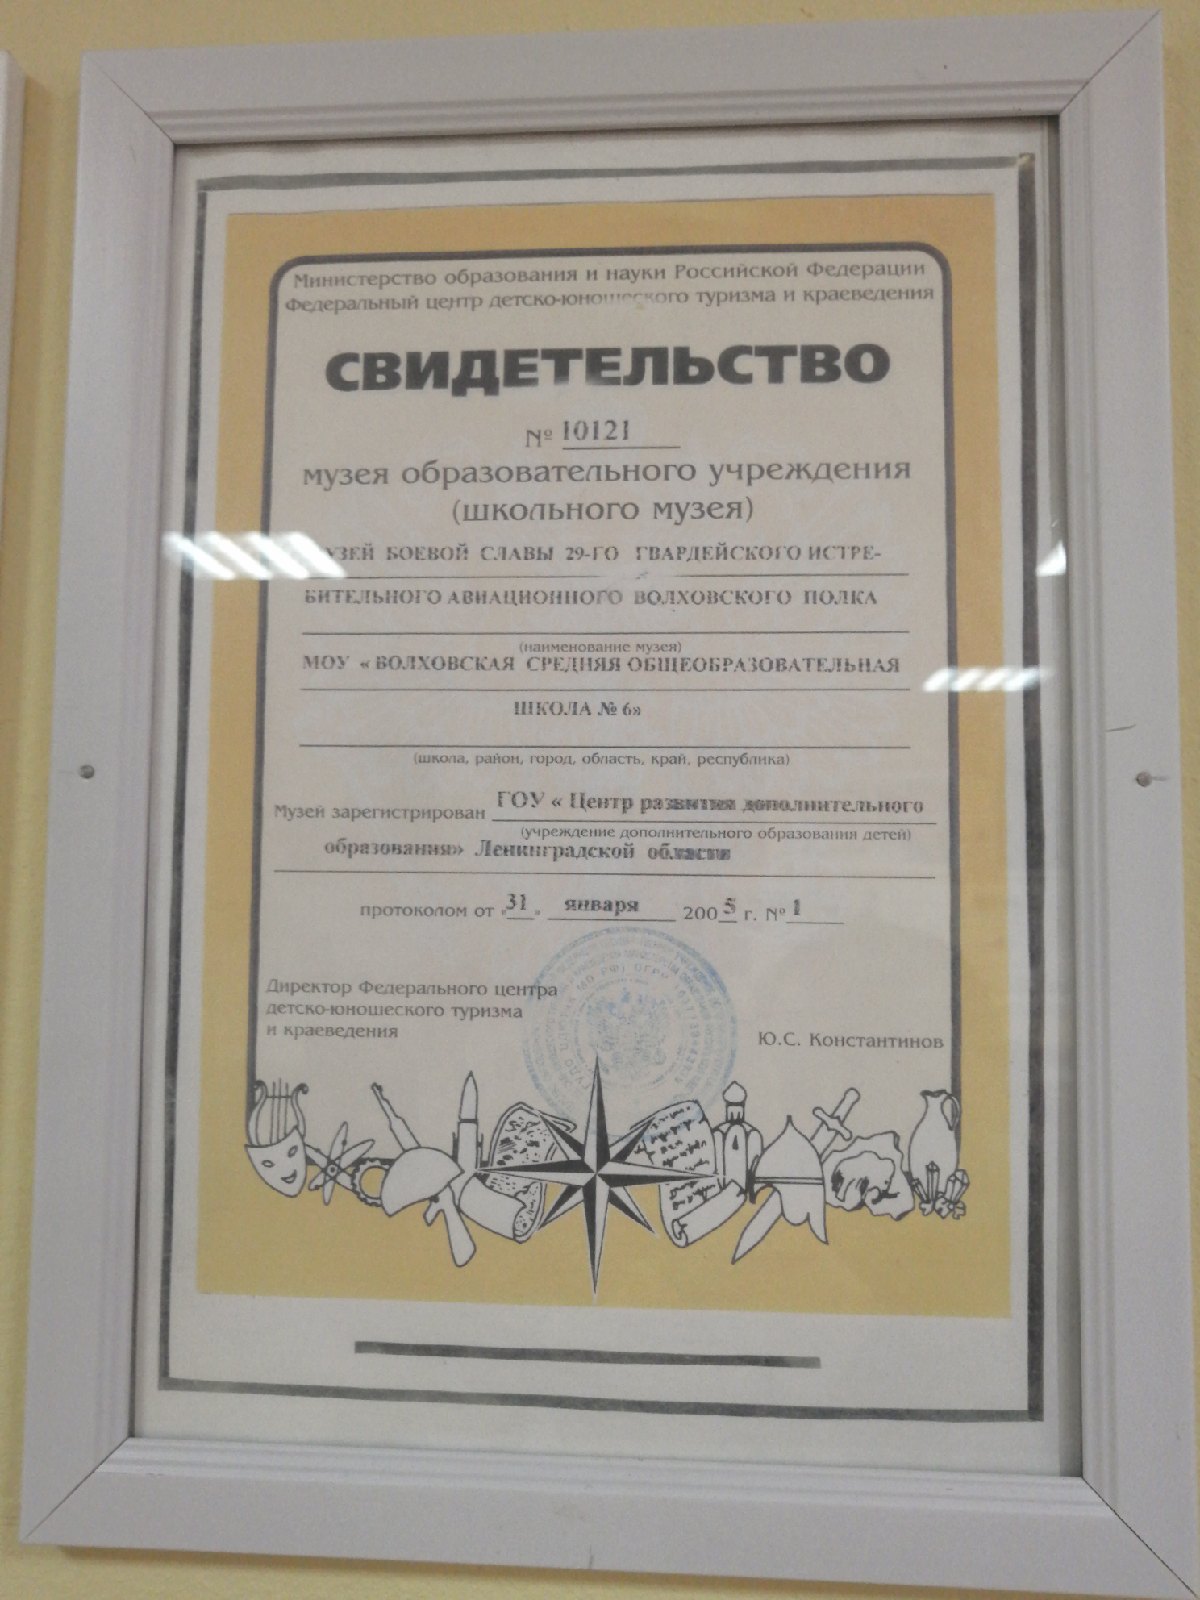 Министерство образования и науки Российской Федерации
Федеральный центр детско-юношеского туризма и краеведения
СВИДЕТЕЛЬСТВО
№ 10121
музея образовательного учреждения
(школьного музея)
МУЗЕЙ БОЕВОЙ СЛАВЫ 29-ГО ГВАРДЕЙСКОГО ИСТРЕ-
БИТЕЛЬНОГО АВИАЦИОННОГО ВОЛХОВСКОГО ПОЛКА
(наименование музея)
МОУ « ВОЛХОВСКАЯ СРЕДНЯЯ ОБЩЕОБРАЗОВАТЕЛЬНАЯ
ШКОЛА № 6»
(школа, район, город, область, край, республика)
Музей зарегистрирован ГОУ « Центр развития дополнительного
(учреждение дополнительного образования детей)
образования» Ленинградской области
протоколом от "31" января 2005 г. № 1
Директор Федерального центра
детско-юношеского туризма
и краеведения
Ю.С. Константинов